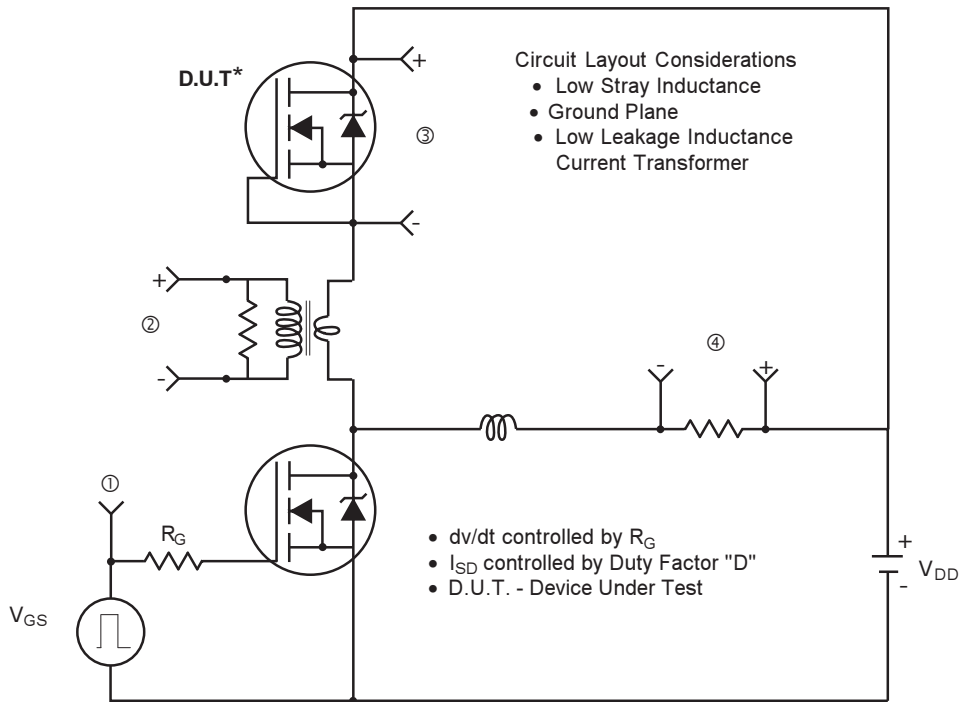 D.U.T*
+
-
③
Circuit Layout Considerations
• Low Stray Inductance
• Ground Plane
• Low Leakage Inductance
Current Transformer
+
-
②
④
-
+
①
RG
VGS
• dv/dt controlled by RG
• ISD controlled by Duty Factor "D"
• D.U.T. - Device Under Test
+
-
VDD